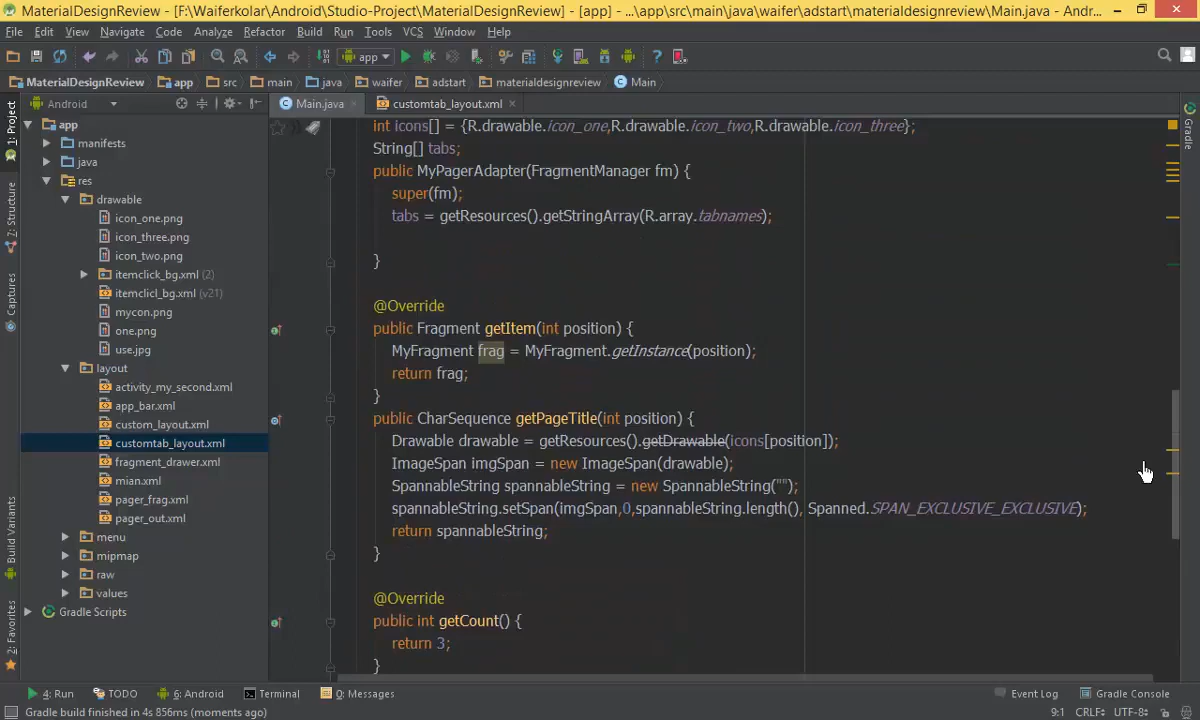 MaterialDesignReview - [F:\Waiferkolar\Android\Studio-Project\MaterialDesignReview] - [app] - ...\app\src\main\java\waifer\adstart\materialdesignreview\Main.java - Andr...
File Edit View Navigate Code Analyze Refactor Build Run Tools VCS Window Help
app
MaterialDesignReview app src main java waifer adstart materialdesignreview Main
Android Main.java customtab_layout.xml
1: Project
7: Structure
Captures
Build Variants
2: Favorites
Gradle
app
manifests
java
res
drawable
icon_one.png
icon_three.png
icon_two.png
itemclick_bg.xml (2)
itemclicl_bg.xml (v21)
mycon.png
one.png
use.jpg
layout
activity_my_second.xml
app_bar.xml
custom_layout.xml
customtab_layout.xml
fragment_drawer.xml
mian.xml
pager_frag.xml
pager_out.xml
menu
mipmap
raw
values
Gradle Scripts
int icons[] = {R.drawable.icon_one,R.drawable.icon_two,R.drawable.icon_three};
String[] tabs;
public MyPagerAdapter(FragmentManager fm) {
super(fm);
tabs = getResources().getStringArray(R.array.tabnames);
}
@Override
public Fragment getItem(int position) {
MyFragment frag = MyFragment.getInstance(position);
return frag;
}
public CharSequence getPageTitle(int position) {
Drawable drawable = getResources().getDrawable(icons[position]);
ImageSpan imgSpan = new ImageSpan(drawable);
SpannableString spannableString = new SpannableString("");
spannableString.setSpan(imgSpan,0,spannableString.length(), Spanned.SPAN_EXCLUSIVE_EXCLUSIVE);
return spannableString;
}
@Override
public int getCount() {
return 3;
}
4: Run TODO 6: Android Terminal 0: Messages Event Log Gradle Console
Gradle build finished in 4s 856ms (moments ago) 9:1 CRLF÷ UTF-8÷